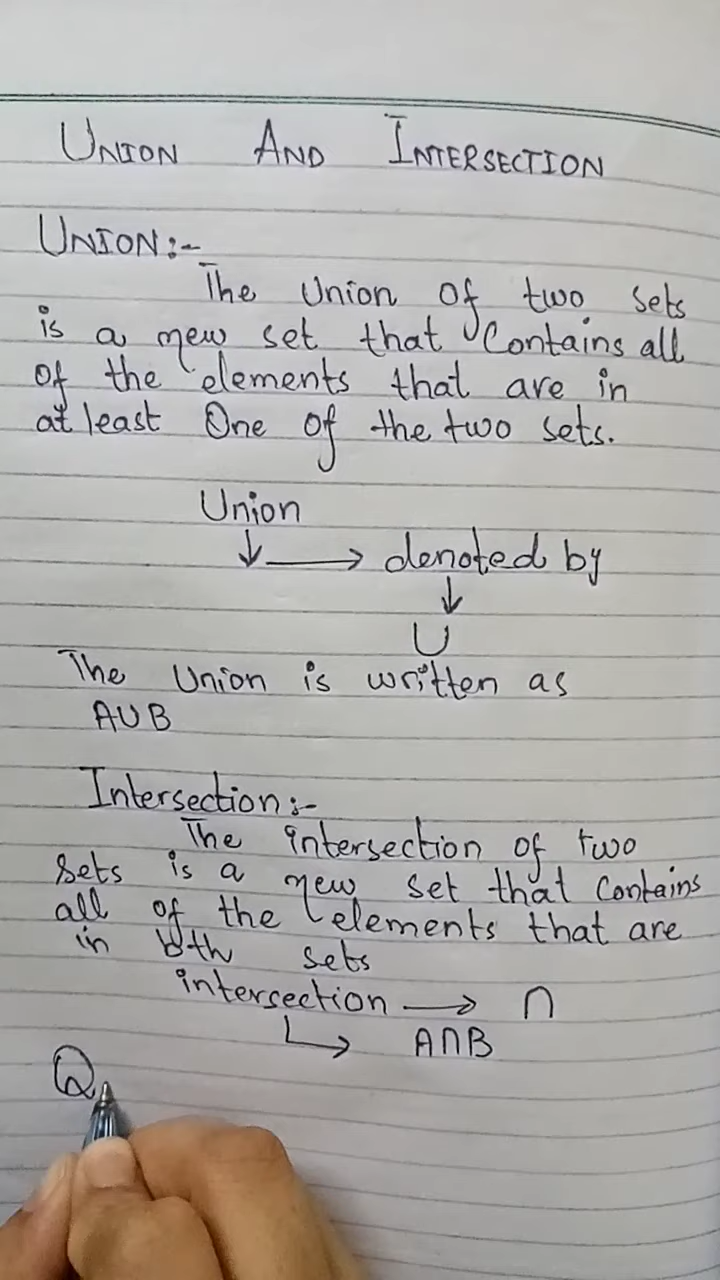 UNION AND INTERSECTION
UNION:-
The Union of two sets
is a new set that Contains all
of the elements that are in
at least One of the two sets.
Union
↓ → denoted by
↓
U
The Union is written as
A∪B
Intersection:-
The intersection of two
sets is a new set that Contains
all of the elements that are
in both sets
intersection → ∩
↳ A∩B
Q.